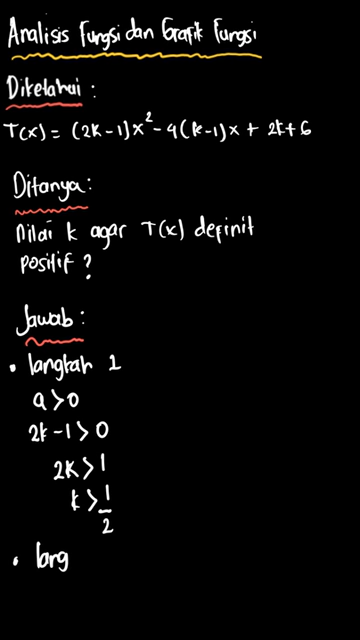 Analisis Fungsi dan Grafik Fungsi
Diketahui :
T(x) = (2k-1)x² - 4(k-1)x + 2k+6
Ditanya :
Nilai k agar T(x) definit
positif ?
Jawab :
• langkah 1
a > 0
2k - 1 > 0
2k > 1
k > 1/2
• lang